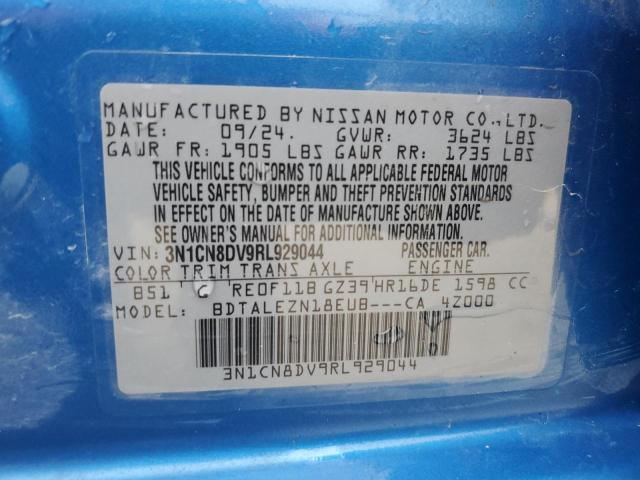 MANUFACTURED BY NISSAN MOTOR CO.,LTD.
DATE: 09/24. GVWR: 3624 LBS
GAWR FR: 1905 LBS GAWR RR: 1735 LBS
THIS VEHICLE CONFORMS TO ALL APPLICABLE FEDERAL MOTOR
VEHICLE SAFETY, BUMPER AND THEFT PREVENTION STANDARDS
IN EFFECT ON THE DATE OF MANUFACTURE SHOWN ABOVE.
SEE OWNER'S MANUAL FOR ADDITIONAL INFORMATION
VIN: 3N1CN8DV9RL929044 PASSENGER CAR.
COLOR TRIM TRANS AXLE ENGINE
B51 G RE0F11B GZ39 HR16DE 1598 CC
MODEL: BDTALEZN18EUB---CA 4Z000
3N1CN8DV9RL929044